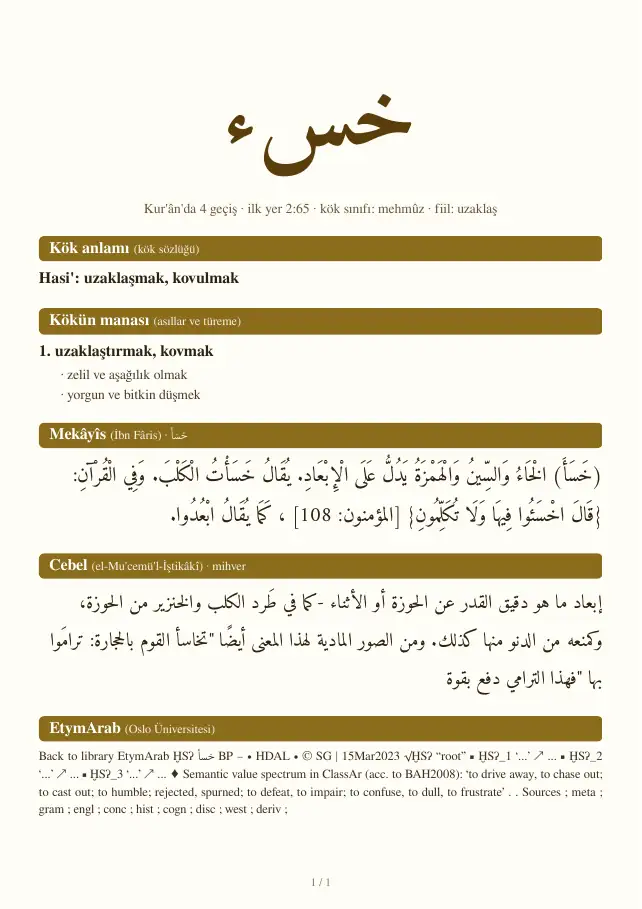 خسء
Kur'ân'da 4 geçiş · ilk yer 2:65 · kök sınıfı: mehmûz · fiil: uzaklaş
Kök anlamı (kök sözlüğü)
Hasi': uzaklaşmak, kovulmak
Kökün manası (asıllar ve türeme)
1. uzaklaştırmak, kovmak
· zelil ve aşağılık olmak
· yorgun ve bitkin düşmek
Mekâyîs (İbn Fâris) · خسأ
(خَسَأَ) الْخَاءُ وَالسِّينُ وَالْهَمْزَةُ يَدُلُّ عَلَى الْإِبْعَادِ. يُقَالُ خَسَأْتُ الْكَلْبَ. وَفِي الْقُرْآنِ:
{قَالَ اخْسَئُوا فِيهَا وَلَا تُكَلِّمُونِ} [المؤمنون: 108] ، كَمَا يُقَالُ ابْعُدُوا.
Cebel (el-Mu'cemü'l-İştikâkî) · mihver
إبعاد ما هو دقيق القدر عن الحوزة أو الأثناء -كما في طَرد الكلب والخنزير من الحوزة،
وكمنعه من الدنو منها كذلك. ومن الصور المادية لهذا المعنى أيضًا "تخاسأ القوم بالحجارة: ترامَوا
بها "فهذا الترامي دفع بقوة
EtymArab (Oslo Üniversitesi)
Back to library EtymArab ḪSʔ خسأ BP – • HDAL • © SG | 15Mar2023 √ḪSʔ “root” ▪ ḪSʔ_1 ‘...’ ↗ ... ▪ ḪSʔ_2
‘...’ ↗ ... ▪ ḪSʔ_3 ‘...’ ↗ ... ♦ Semantic value spectrum in ClassAr (acc. to BAH2008): ‘to drive away, to chase out;
to cast out; to humble; rejected, spurned; to defeat, to impair; to confuse, to dull, to frustrate’ . . Sources ; meta ;
gram ; engl ; conc ; hist ; cogn ; disc ; west ; deriv ;
1 / 1